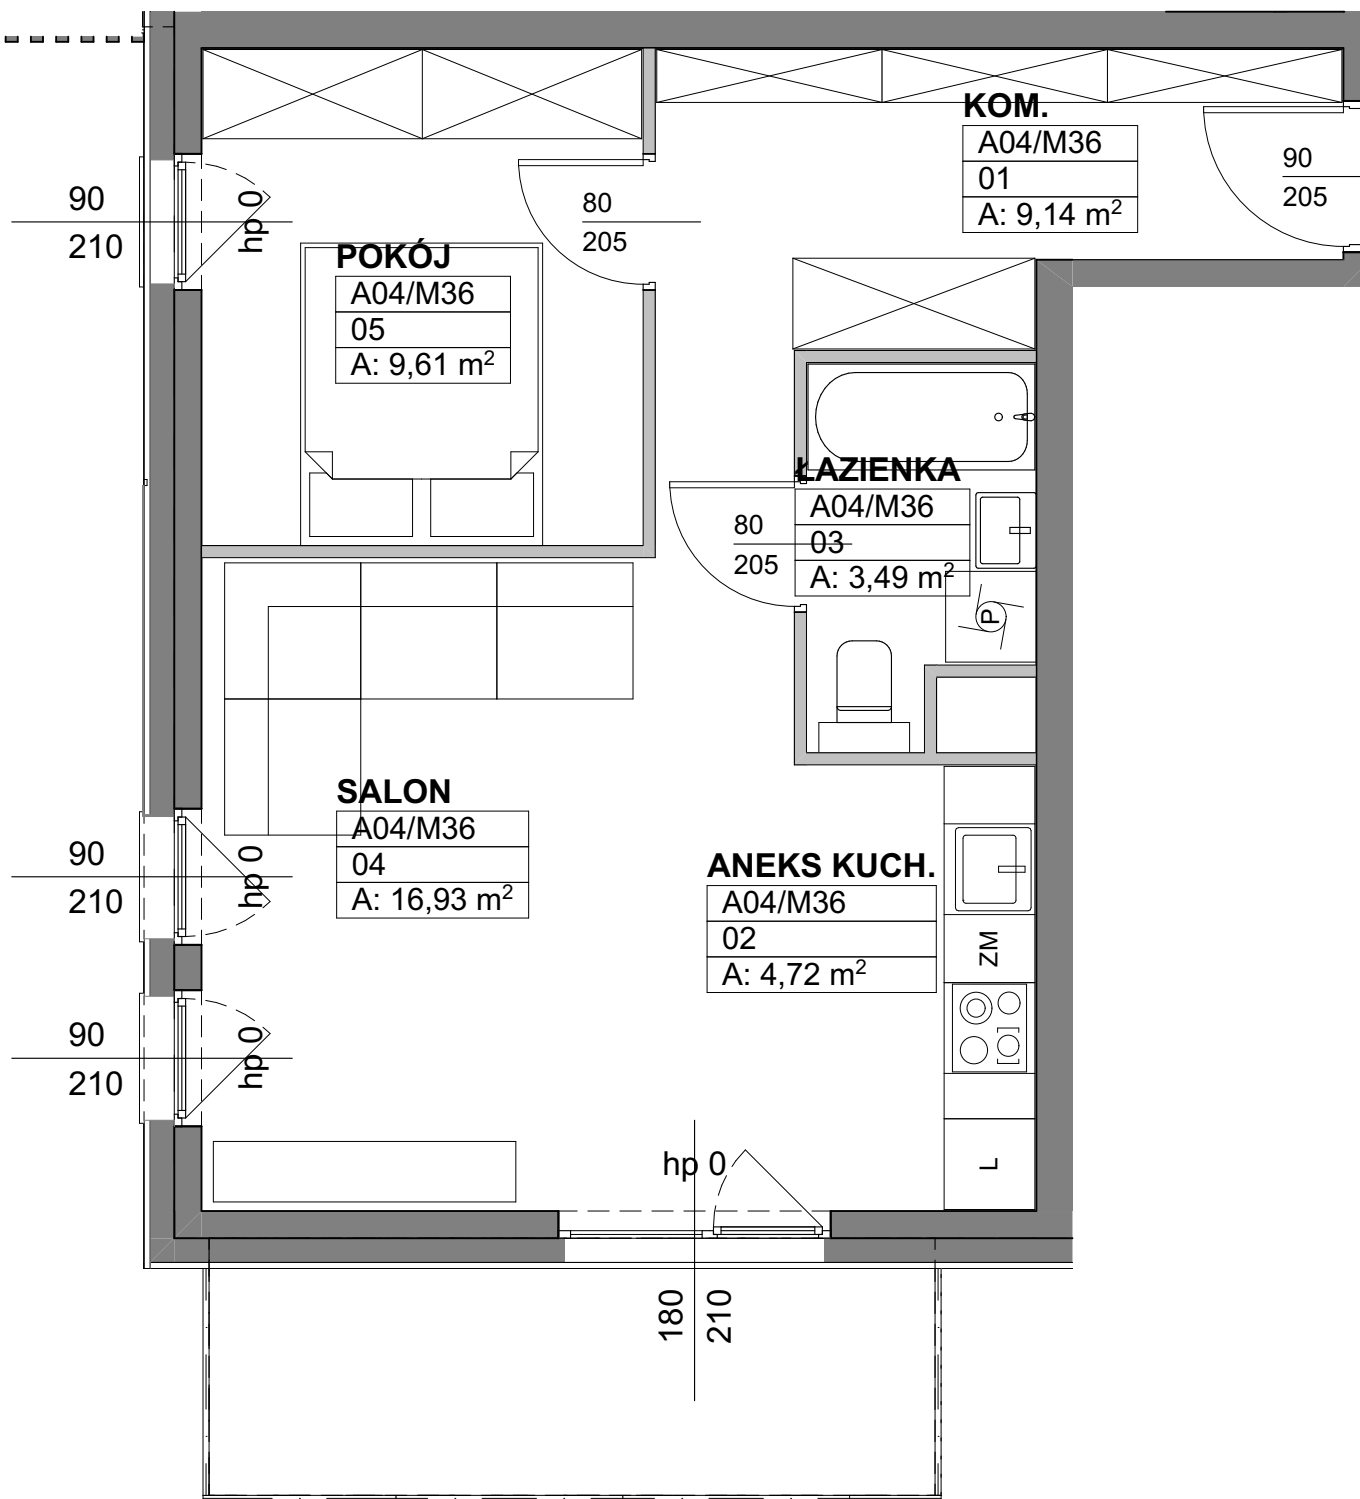 KOM.
A04/M36
01
A: 9,14 m²
90
205
90
210
hp 0
80
205
POKÓJ
A04/M36
05
A: 9,61 m²
ŁAZIENKA
A04/M36
03
A: 3,49 m²
80
205
P
SALON
A04/M36
04
A: 16,93 m²
90
210
hp 0
ANEKS KUCH.
A04/M36
02
A: 4,72 m²
ZM
90
210
hp 0
L
hp 0
180
210